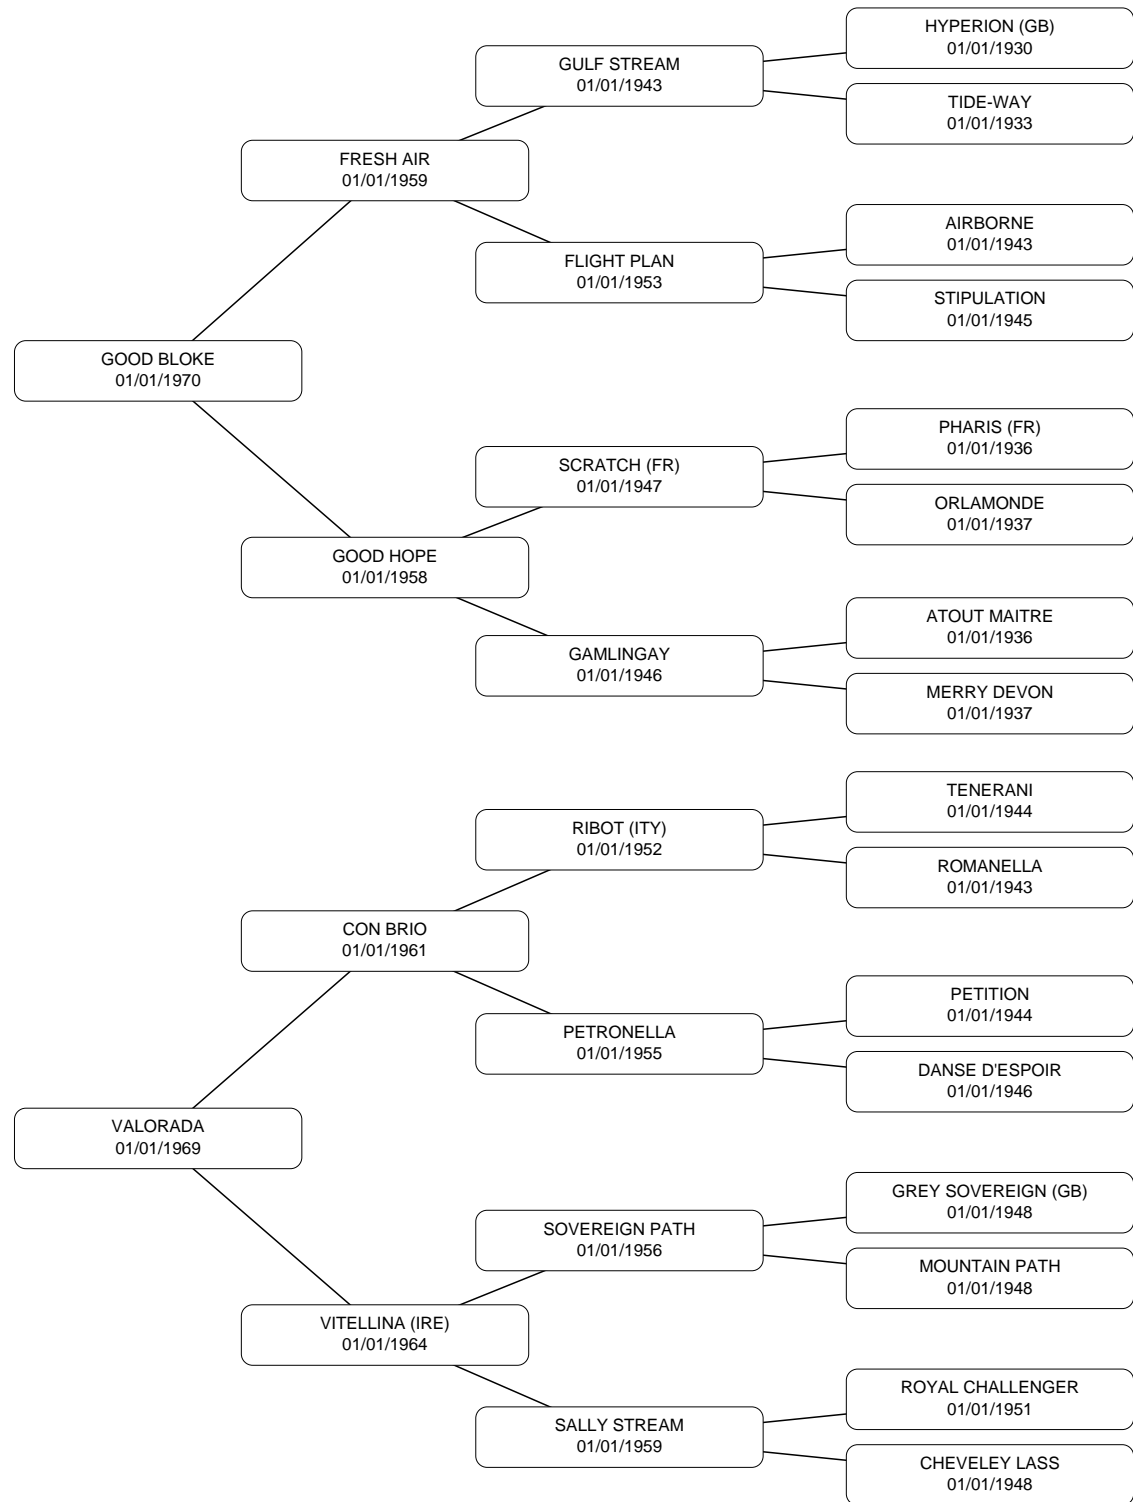 HYPERION (GB)
01/01/1930
GULF STREAM
01/01/1943
TIDE-WAY
01/01/1933
FRESH AIR
01/01/1959
AIRBORNE
01/01/1943
FLIGHT PLAN
01/01/1953
STIPULATION
01/01/1945
GOOD BLOKE
01/01/1970
PHARIS (FR)
01/01/1936
SCRATCH (FR)
01/01/1947
ORLAMONDE
01/01/1937
GOOD HOPE
01/01/1958
ATOUT MAITRE
01/01/1936
GAMLINGAY
01/01/1946
MERRY DEVON
01/01/1937
TENERANI
01/01/1944
RIBOT (ITY)
01/01/1952
ROMANELLA
01/01/1943
CON BRIO
01/01/1961
PETITION
01/01/1944
PETRONELLA
01/01/1955
DANSE D'ESPOIR
01/01/1946
VALORADA
01/01/1969
GREY SOVEREIGN (GB)
01/01/1948
SOVEREIGN PATH
01/01/1956
MOUNTAIN PATH
01/01/1948
VITELLINA (IRE)
01/01/1964
ROYAL CHALLENGER
01/01/1951
SALLY STREAM
01/01/1959
CHEVELEY LASS
01/01/1948